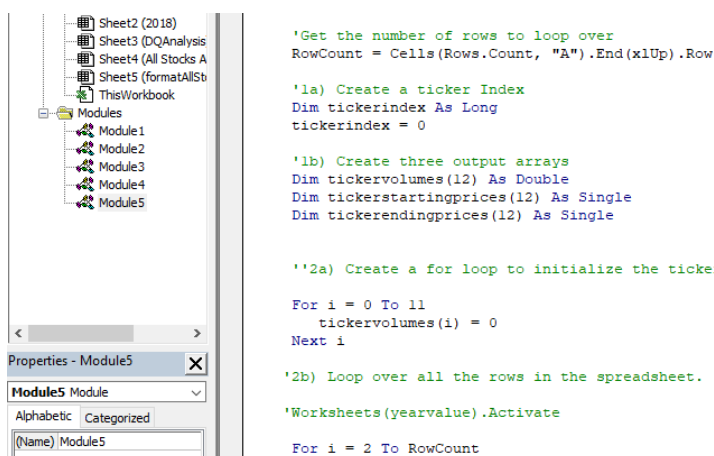 Sheet2 (2018)
Sheet3 (DQAnalysis
Sheet4 (All Stocks A
Sheet5 (formatAllSt
ThisWorkbook
Modules
Module1
Module2
Module3
Module4
Module5
Properties - Module5
Module5 Module
Alphabetic Categorized
(Name) Module5
'Get the number of rows to loop over
RowCount = Cells(Rows.Count, "A").End(xlUp).Row
'1a) Create a ticker Index
Dim tickerindex As Long
tickerindex = 0
'1b) Create three output arrays
Dim tickervolumes(12) As Double
Dim tickerstartingprices(12) As Single
Dim tickerendingprices(12) As Single
''2a) Create a for loop to initialize the ticke
For i = 0 To 11
tickervolumes(i) = 0
Next i
'2b) Loop over all the rows in the spreadsheet.
'Worksheets(yearvalue).Activate
For i = 2 To RowCount